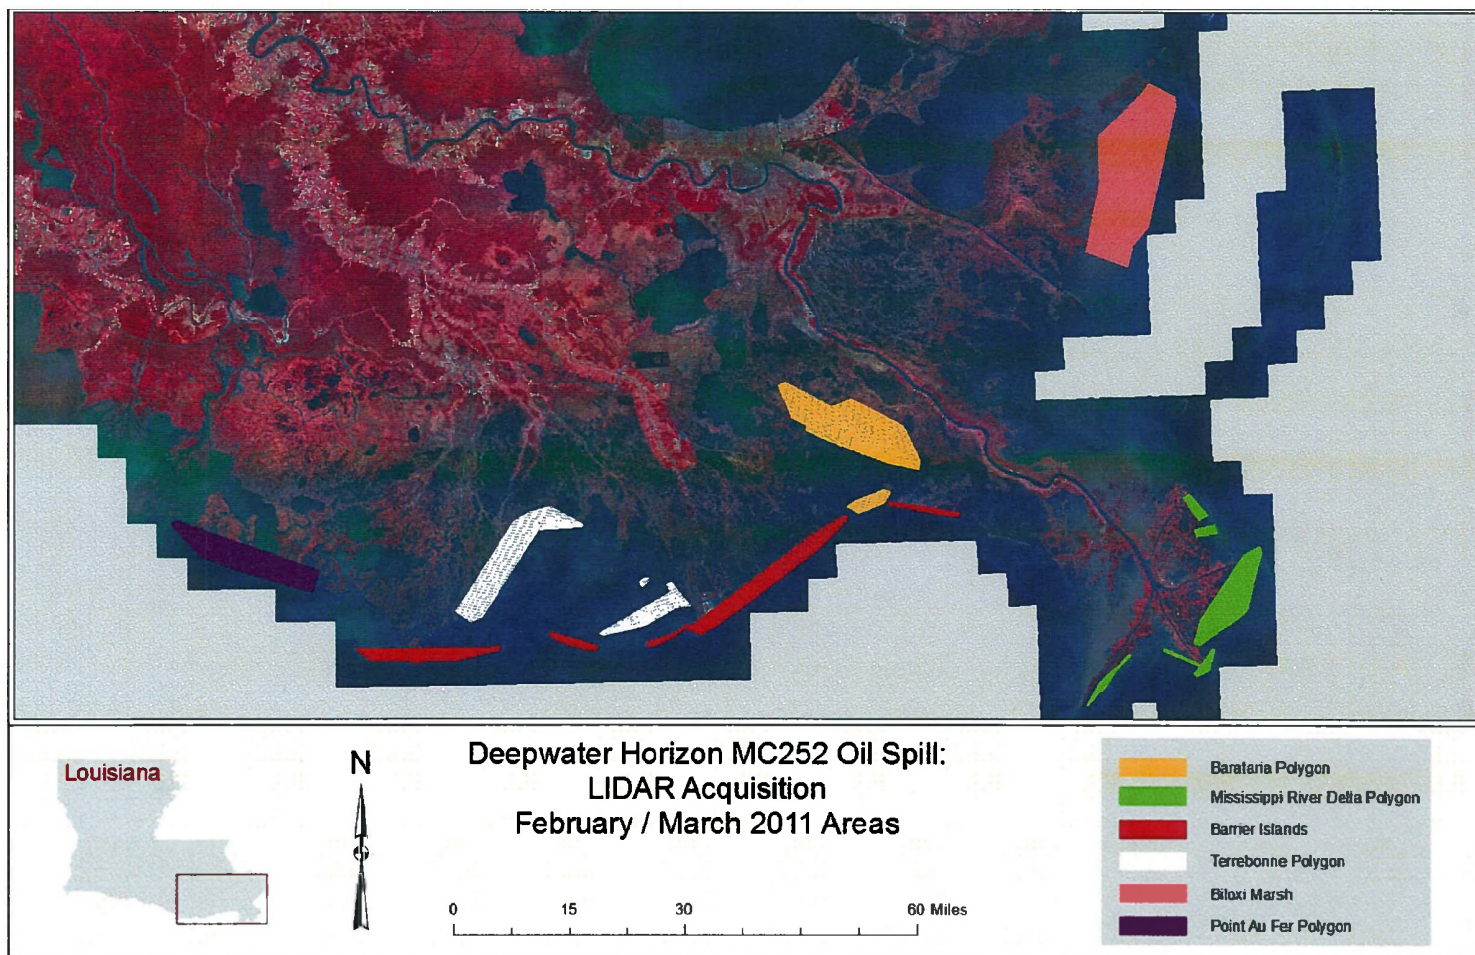 Louisiana
N
Deepwater Horizon MC252 Oil Spill:
LIDAR Acquisition
February / March 2011 Areas
0 15 30 60 Miles
Barataria Polygon
Mississippi River Delta Polygon
Barrier Islands
Terrebonne Polygon
Biloxi Marsh
Point Au Fer Polygon